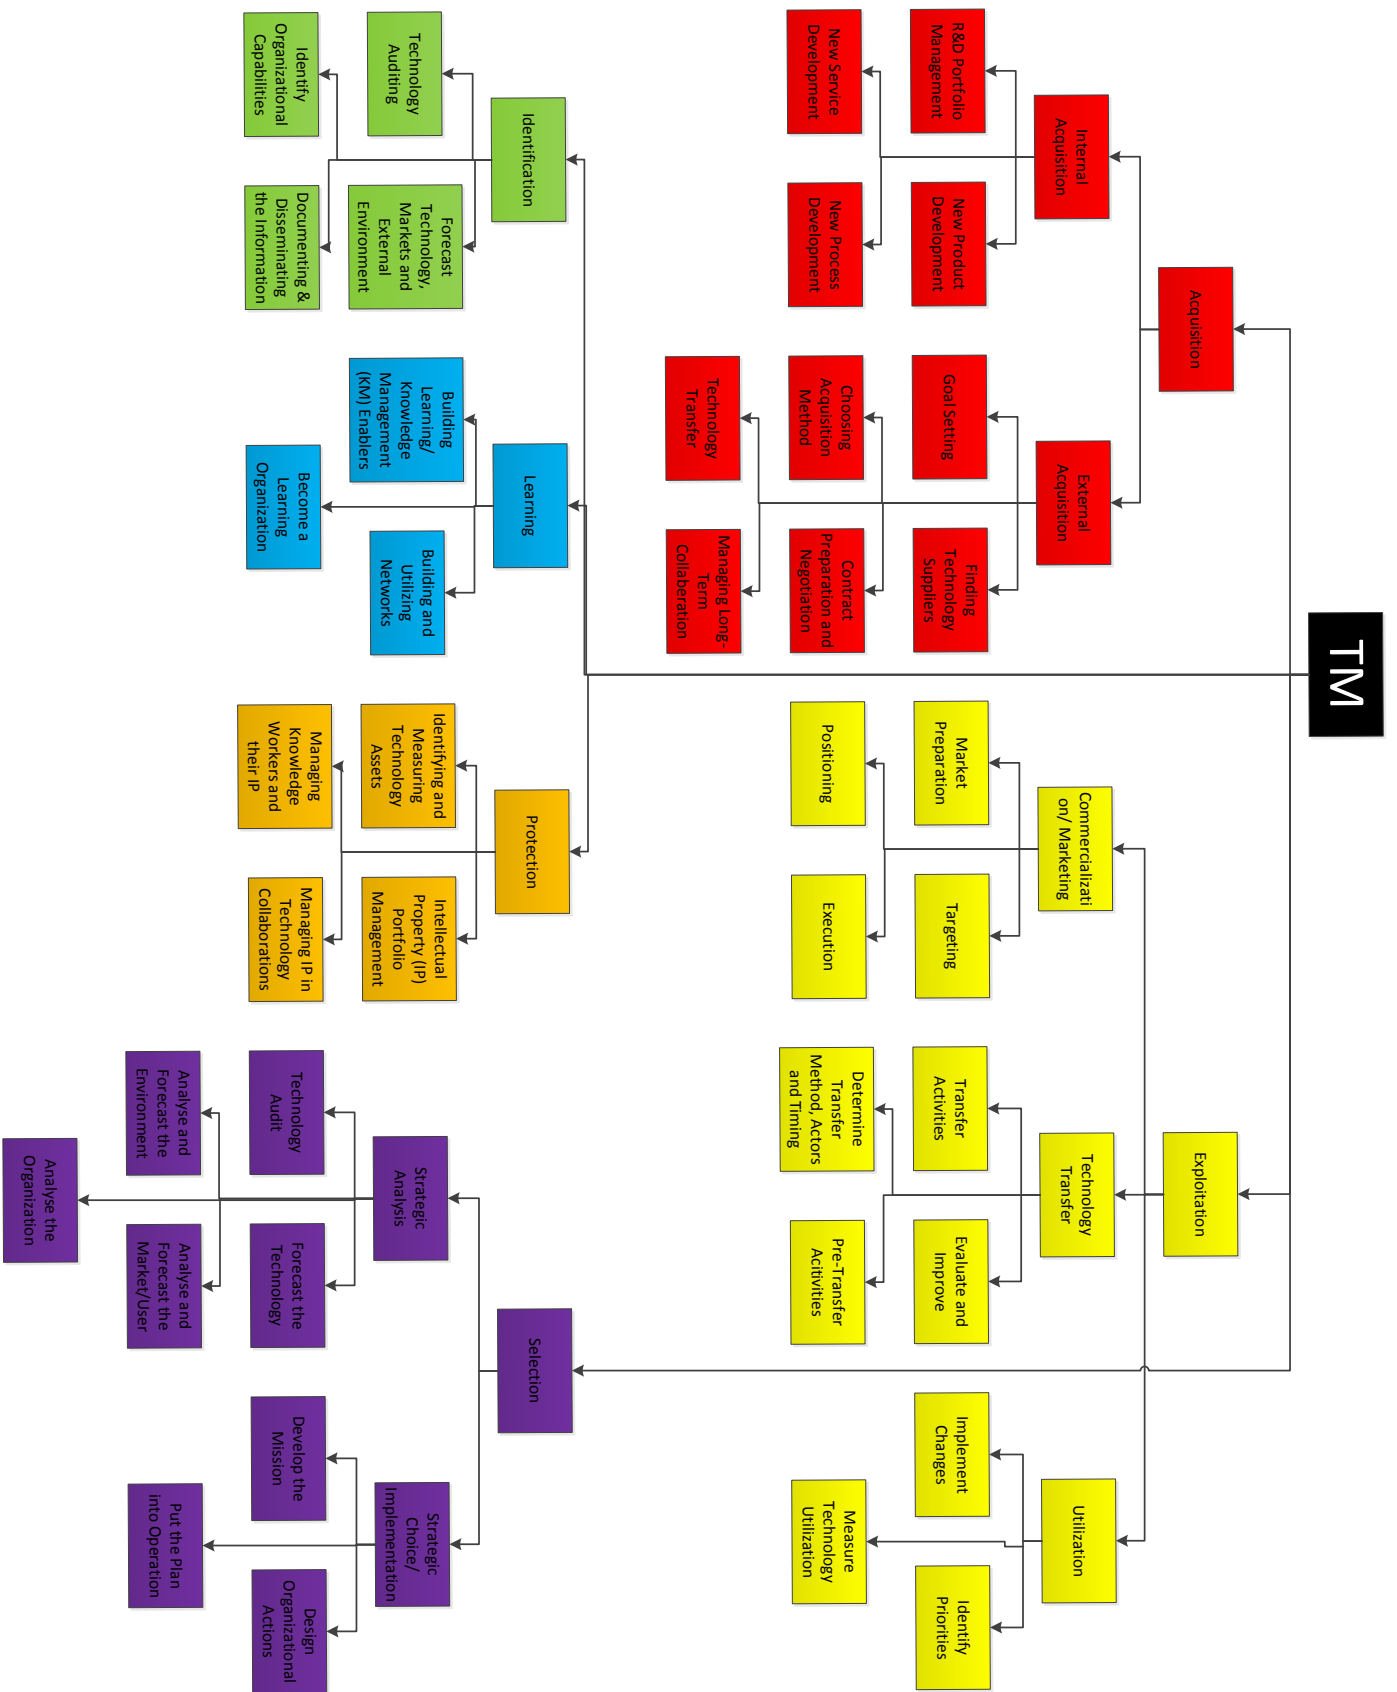 TM
Acquisition
Internal
Acquisition
R&D Portfolio
Management
New Product
Development
New Service
Development
New Process
Development
External
Acquisition
Goal Setting
Finding
Technology
Suppliers
Choosing
Acquisition
Method
Contract
Preparation and
Negotiation
Technology
Transfer
Managing Long-
Term
Collaberation
Exploitation
Commercializati
on/ Marketing
Market
Preparation
Targeting
Positioning
Execution
Technology
Transfer
Transfer
Activities
Evaluate and
Improve
Determine
Transfer
Method, Actors
and Timing
Pre-Transfer
Acitivities
Utilization
Implement
Changes
Identify
Priorities
Measure
Technology
Utilization
Identification
Technology
Auditing
Forecast
Technology,
Markets and
External
Environment
Identify
Organizational
Capabilities
Documenting &
Disseminating
the Information
Learning
Building
Learning/
Knowledge
Management
(KM) Enablers
Building and
Utilizing
Networks
Become a
Learning
Organization
Protection
Identifying and
Measuring
Technology
Assets
Intellectual
Property (IP)
Portfolio
Management
Managing
Knowledge
Workers and
their IP
Managing IP in
Technology
Collaborations
Selection
Strategic
Analysis
Technology
Audit
Forecast the
Technology
Analyse and
Forecast the
Environment
Analyse and
Forecast the
Market/User
Analyse the
Organization
Strategic
Choice/
Implementation
Develop the
Mission
Design
Organizational
Actions
Put the Plan
into Operation